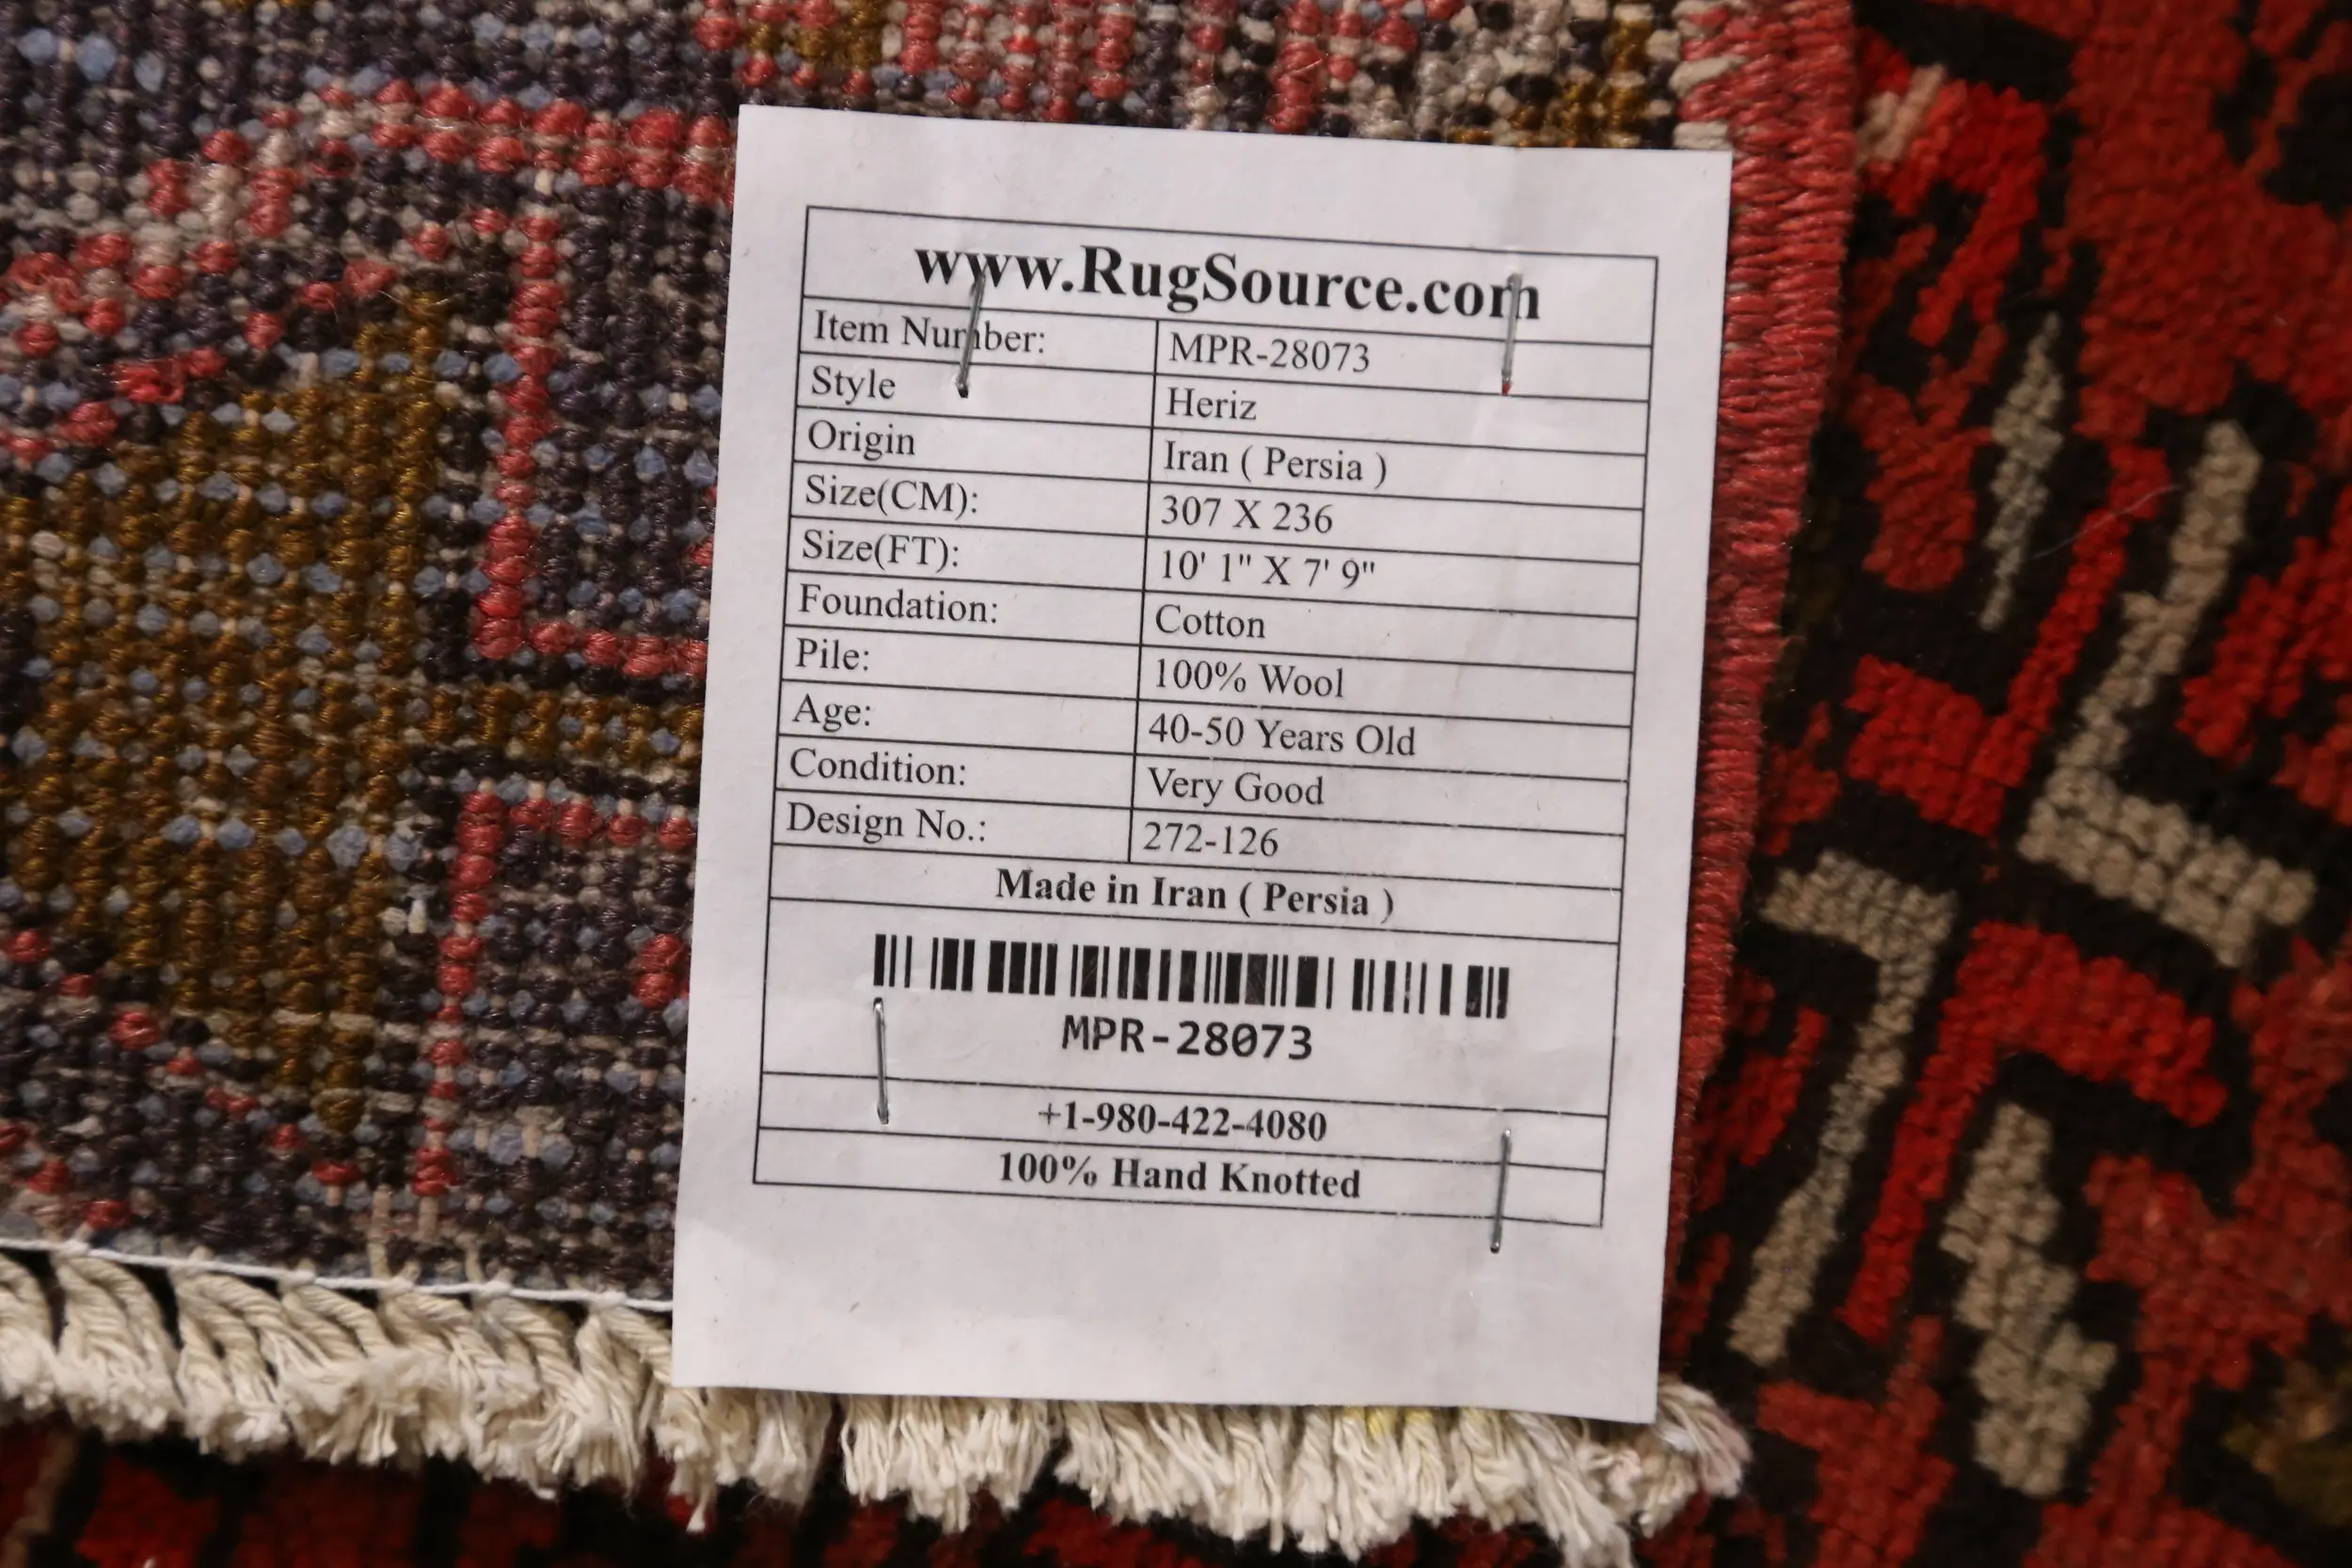 www.RugSource.com
Item Number: MPR-28073
Style Heriz
Origin Iran ( Persia )
Size(CM): 307 X 236
Size(FT): 10' 1" X 7' 9"
Foundation: Cotton
Pile: 100% Wool
Age: 40-50 Years Old
Condition: Very Good
Design No.: 272-126
Made in Iran ( Persia )
MPR-28073
+1-980-422-4080
100% Hand Knotted